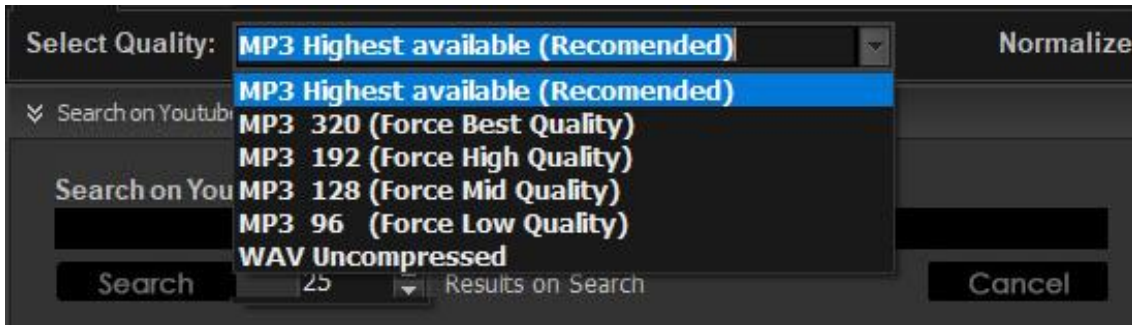 Select Quality: MP3 Highest available (Recomended) Normalize
MP3 Highest available (Recomended)
Search on Youtub
MP3 320 (Force Best Quality)
MP3 192 (Force High Quality)
Search on You
MP3 128 (Force Mid Quality)
MP3 96 (Force Low Quality)
WAV Uncompressed
Search 25 Results on Search Cancel